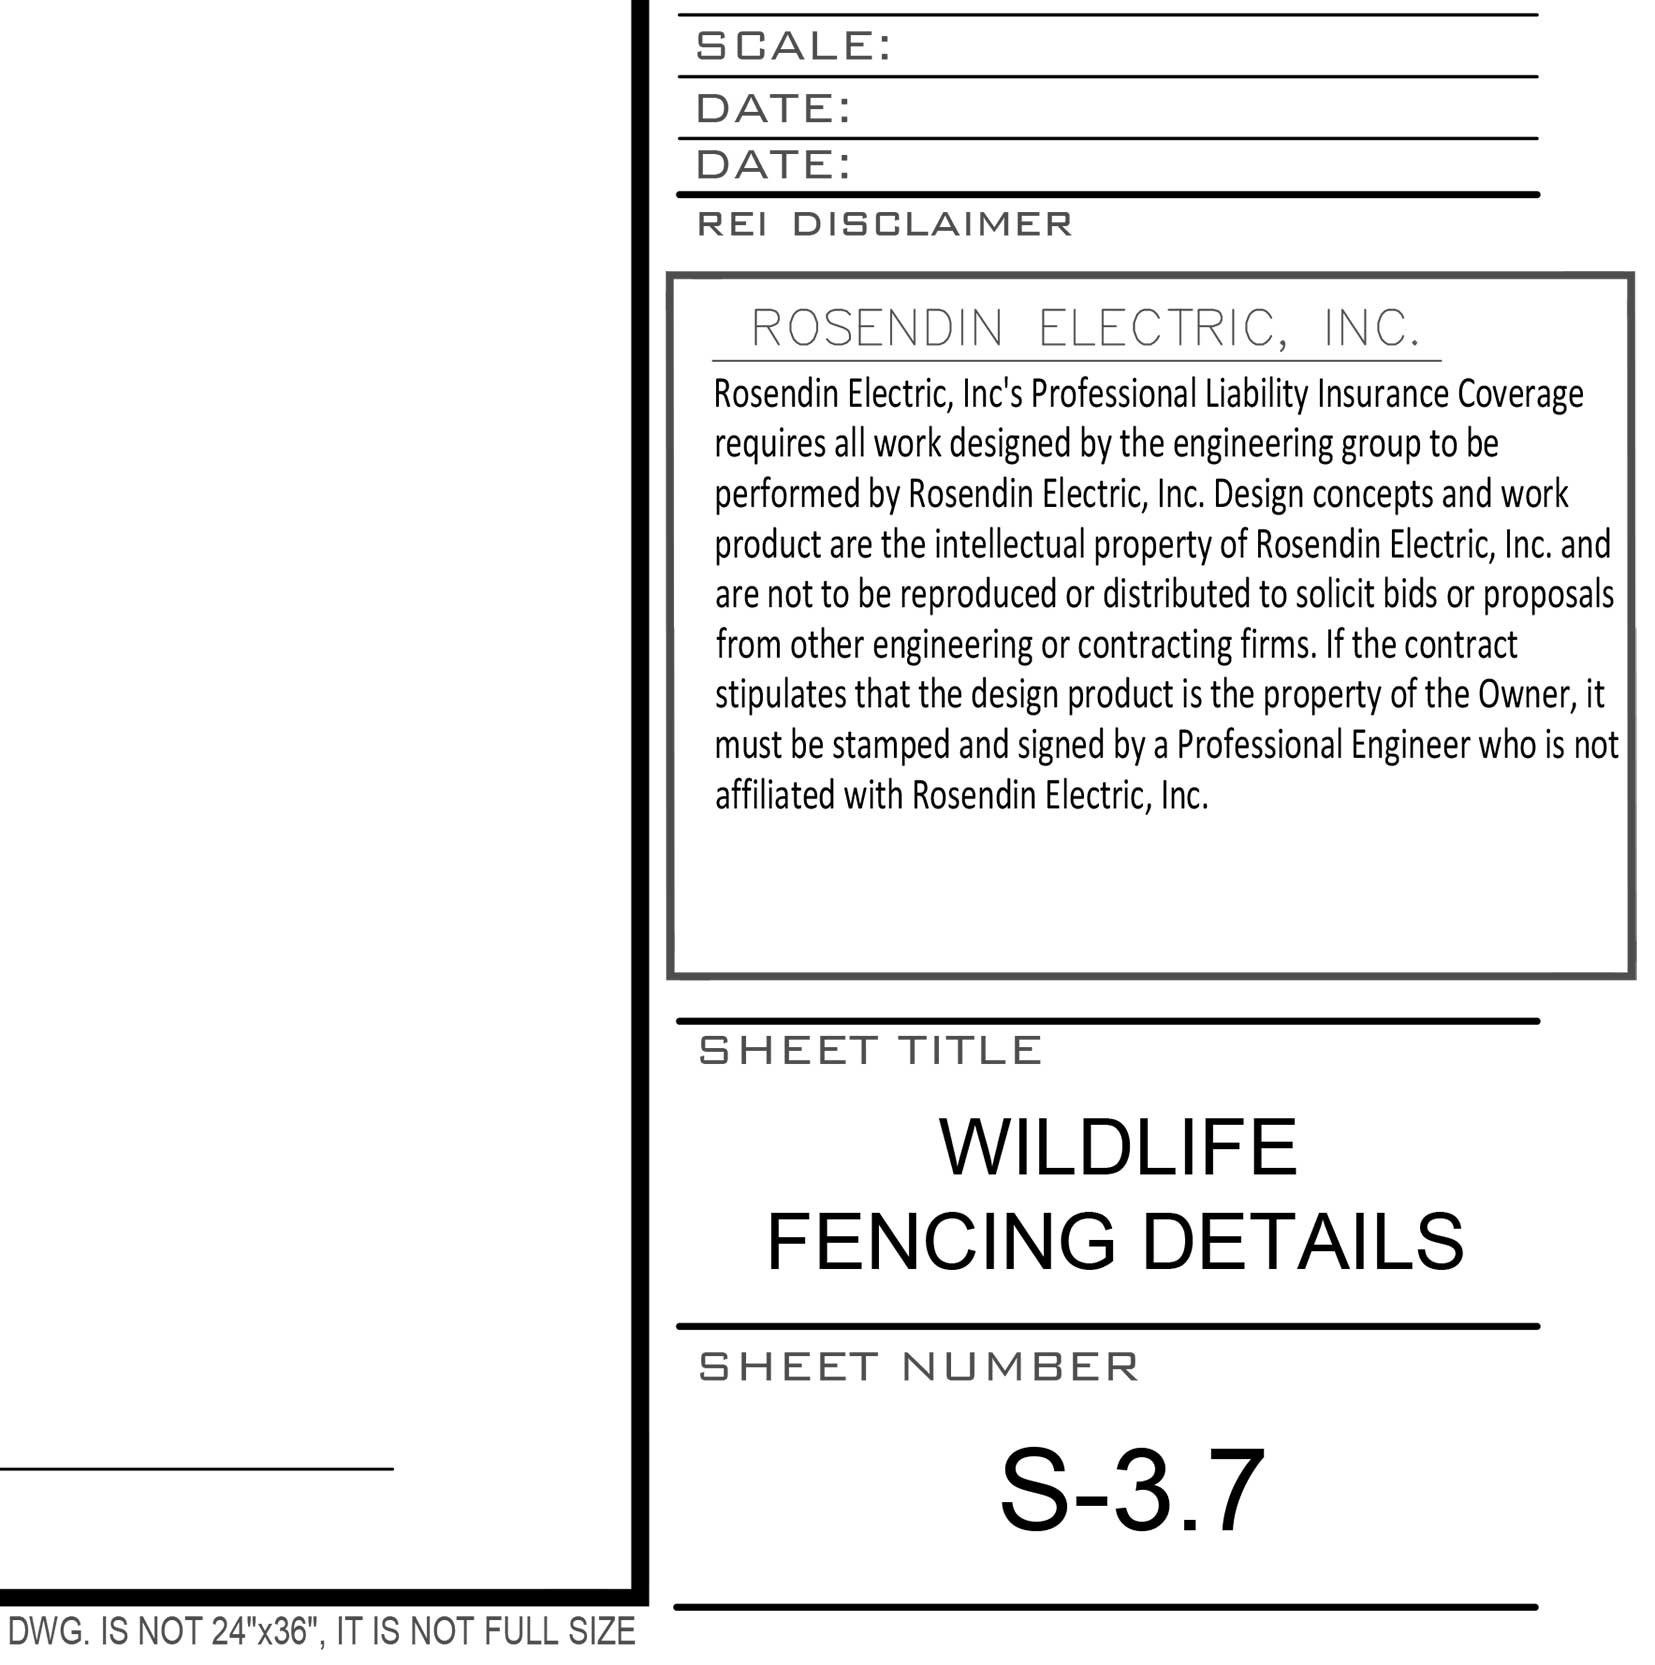 SCALE:
DATE:
DATE:
REI DISCLAIMER
ROSENDIN ELECTRIC, INC.
Rosendin Electric, Inc's Professional Liability Insurance Coverage
requires all work designed by the engineering group to be
performed by Rosendin Electric, Inc. Design concepts and work
product are the intellectual property of Rosendin Electric, Inc. and
are not to be reproduced or distributed to solicit bids or proposals
from other engineering or contracting firms. If the contract
stipulates that the design product is the property of the Owner, it
must be stamped and signed by a Professional Engineer who is not
affiliated with Rosendin Electric, Inc.
SHEET TITLE
WILDLIFE
FENCING DETAILS
SHEET NUMBER
S-3.7
DWG. IS NOT 24"x36", IT IS NOT FULL SIZE